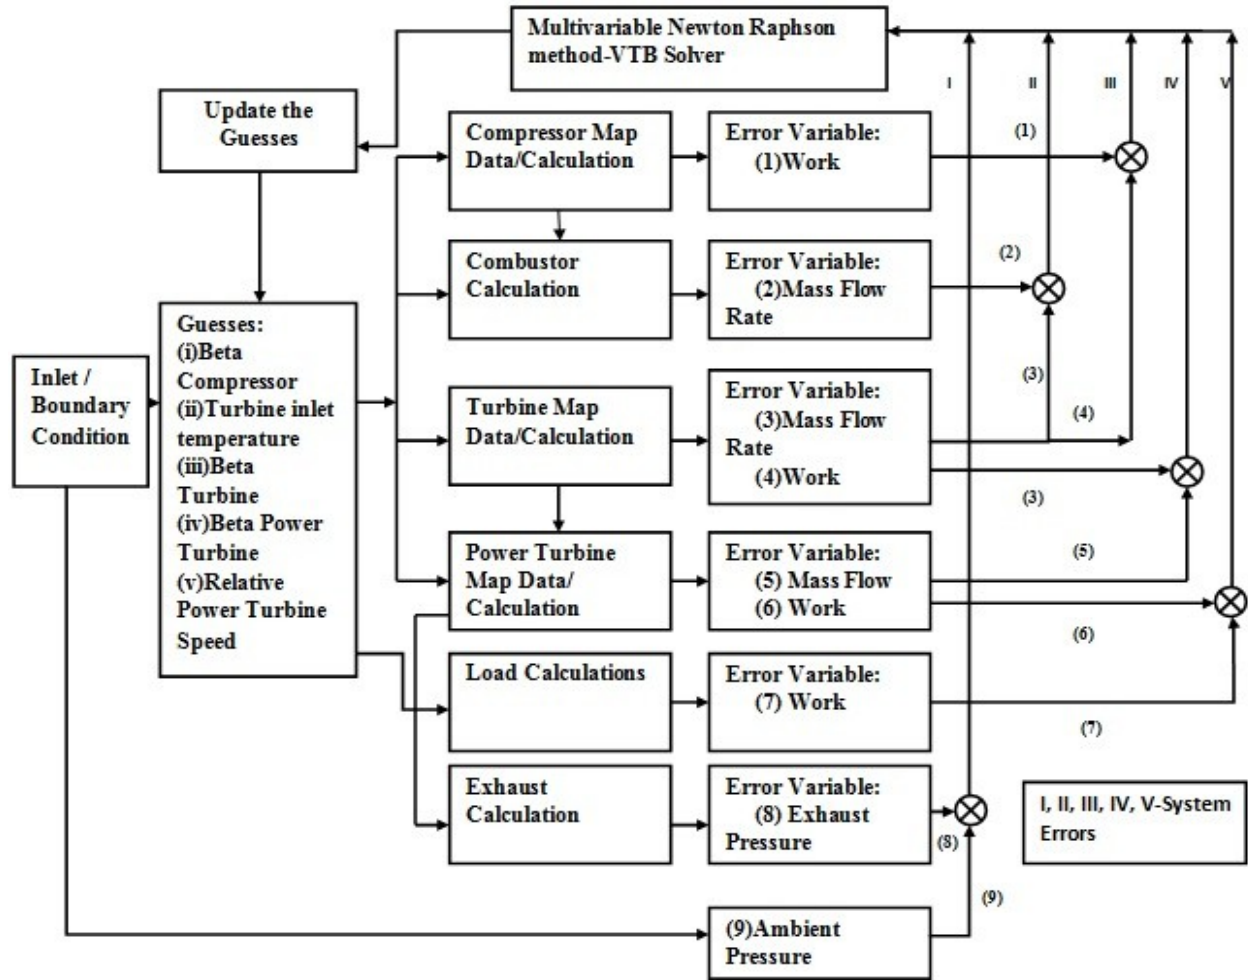 Multivariable Newton Raphson
method-VTB Solver
I
II
III
IV
V
Update the
Guesses
Compressor Map
Data/Calculation
Error Variable:
(1)Work
(1)
Combustor
Calculation
Error Variable:
(2)Mass Flow
Rate
(2)
Guesses:
(i)Beta
Compressor
(ii)Turbine inlet
temperature
(iii)Beta
Turbine
(iv)Beta Power
Turbine
(v)Relative
Power Turbine
Speed
Inlet /
Boundary
Condition
Turbine Map
Data/Calculation
Error Variable:
(3)Mass Flow
Rate
(4)Work
(3)
(4)
(3)
Power Turbine
Map Data/
Calculation
Error Variable:
(5) Mass Flow
(6) Work
(5)
(6)
Load Calculations
Error Variable:
(7) Work
(7)
Exhaust
Calculation
Error Variable:
(8) Exhaust
Pressure
(8)
I, II, III, IV, V-System
Errors
(9)Ambient
Pressure
(9)